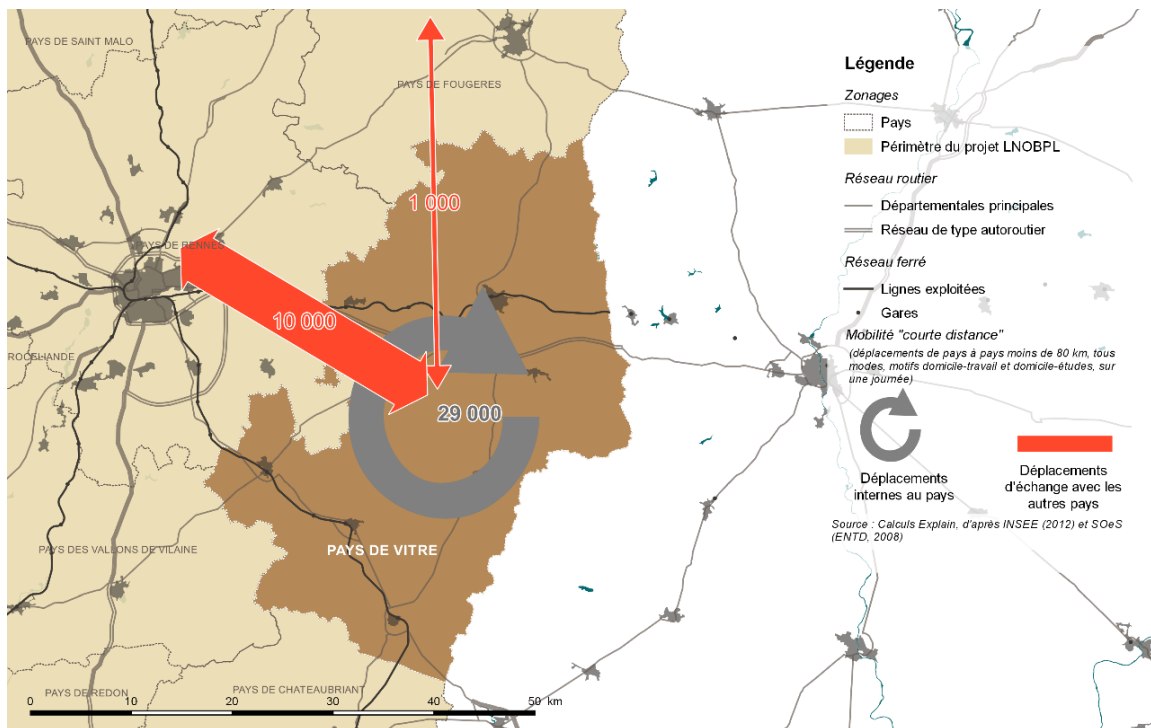 PAYS DE SAINT MALO
PAYS DE FOUGERES
1 000
PAYS DE RENNES
10 000
29 000
PAYS DES VALLONS DE VILAINE
PAYS DE VITRE
PAYS DE REDON
PAYS DE CHATEAUBRIANT
0 10 20 30 40 50 km
Légende
Zonages
Pays
Périmètre du projet LNOBPL
Réseau routier
Départementales principales
Réseau de type autoroutier
Réseau ferré
Lignes exploitées
Gares
Mobilité "courte distance"
(déplacements de pays à pays moins de 80 km, tous
modes, motifs domicile-travail et domicile-études, sur
une journée)
Déplacements
internes au pays
Déplacements
d'échange avec les
autres pays
Source : Calculs Explain, d'après INSEE (2012) et SOeS
(ENTD, 2008)